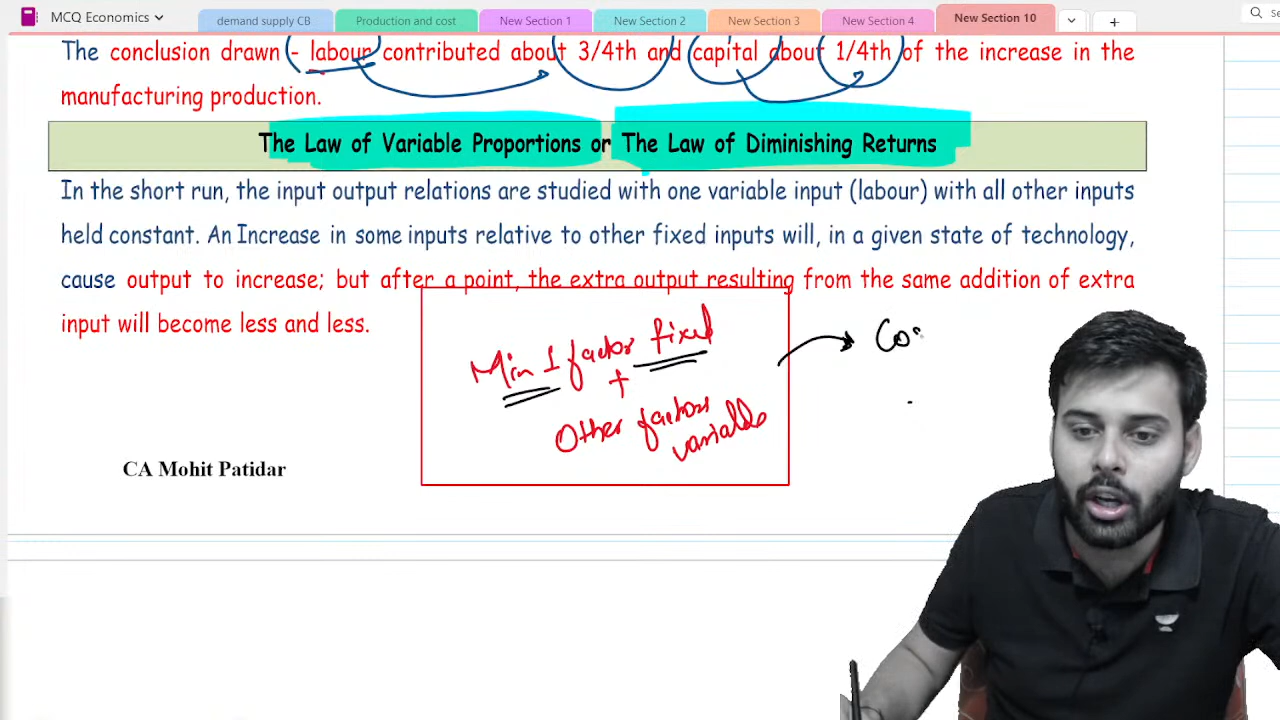 MCQ Economics
demand supply CB
Production and cost
New Section 1
New Section 2
New Section 3
New Section 4
New Section 10
The conclusion drawn - labour contributed about 3/4th and capital about 1/4th of the increase in the
manufacturing production.
The Law of Variable Proportions or The Law of Diminishing Returns
In the short run, the input output relations are studied with one variable input (labour) with all other inputs
held constant. An Increase in some inputs relative to other fixed inputs will, in a given state of technology,
cause output to increase; but after a point, the extra output resulting from the same addition of extra
input will become less and less.
Min 1 factor fixed
+
Other factors
variable
CA Mohit Patidar